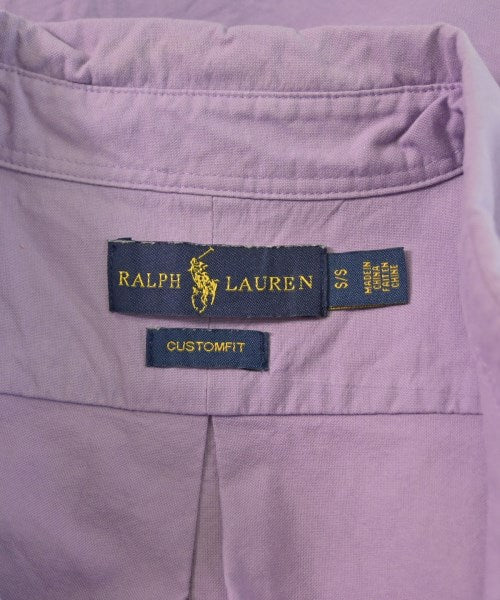 RALPH LAUREN
S/S
MADE IN
CHINA
FAIT EN
CHINE
CUSTOMFIT